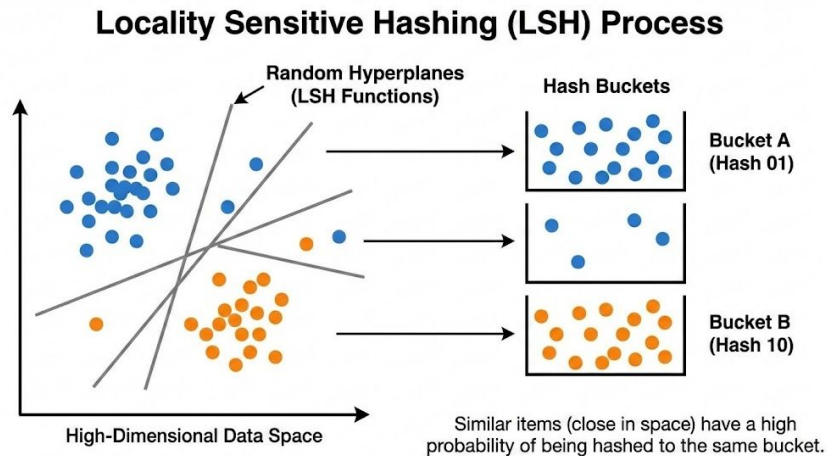 Locality Sensitive Hashing (LSH) Process
Random Hyperplanes
(LSH Functions)
Hash Buckets
Bucket A
(Hash 01)
Bucket B
(Hash 10)
High-Dimensional Data Space
Similar items (close in space) have a high
probability of being hashed to the same bucket.